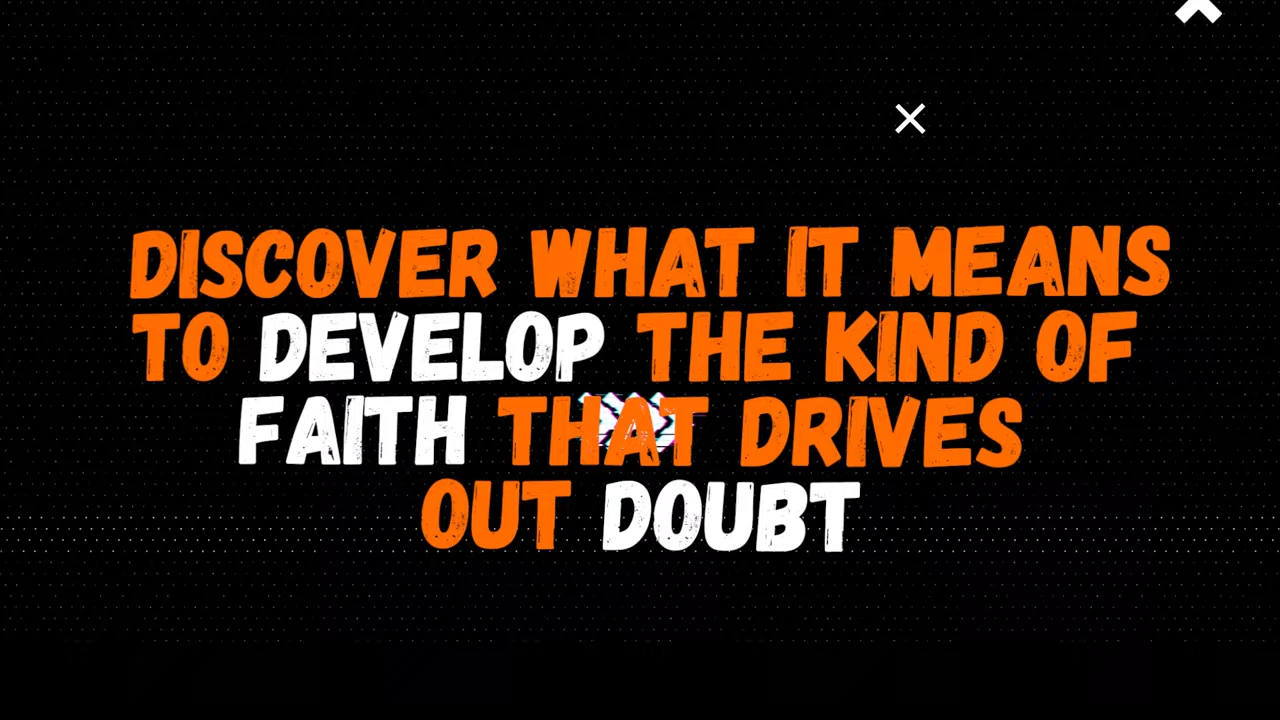 DISCOVER WHAT IT MEANS
TO DEVELOP THE KIND OF
FAITH THAT DRIVES
OUT DOUBT